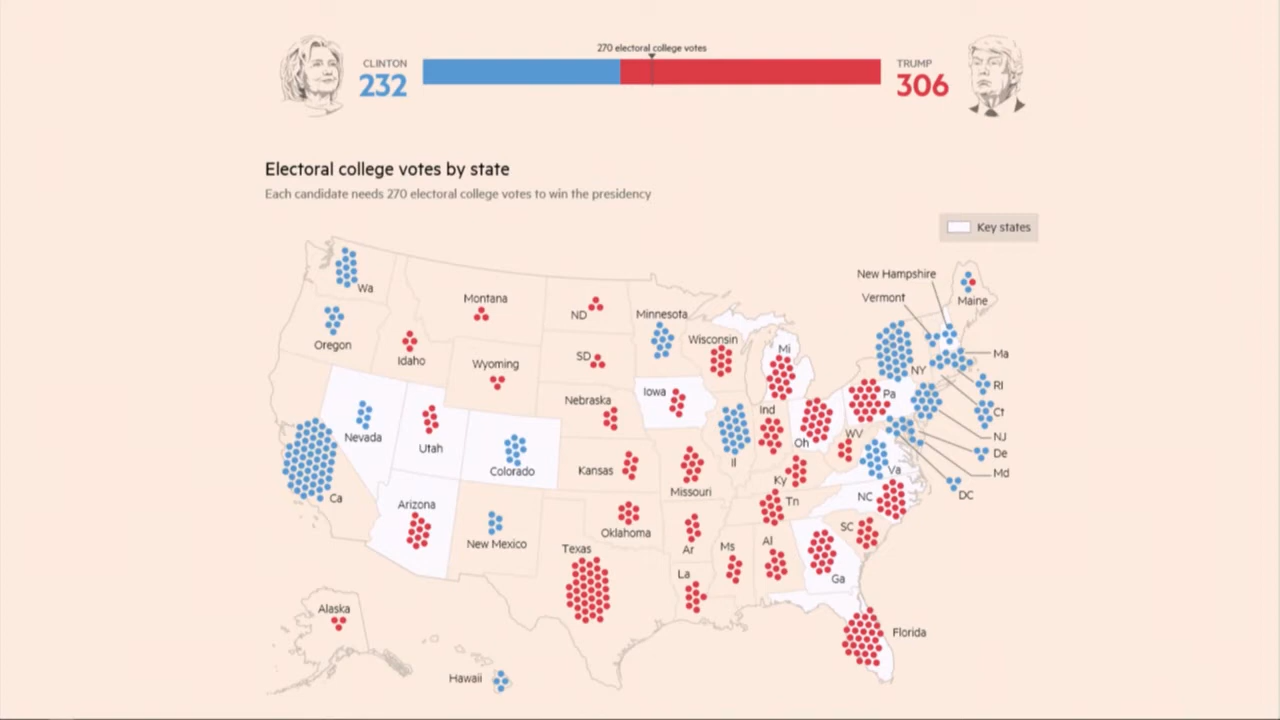 270 electoral college votes
CLINTON
232
TRUMP
306
Electoral college votes by state
Each candidate needs 270 electoral college votes to win the presidency
Key states
New Hampshire
Vermont
Maine
Wa
Montana
ND
Minnesota
Oregon
Idaho
Wyoming
SD
Wisconsin
Mi
NY
Ma
RI
Nebraska
Iowa
Ind
Pa
Ct
Nevada
Utah
Colorado
Il
Oh
WV
NJ
De
Ca
Kansas
Missouri
Ky
Va
Md
DC
Arizona
New Mexico
Oklahoma
Tn
NC
Texas
Ar
Ms
Al
SC
La
Ga
Alaska
Florida
Hawaii